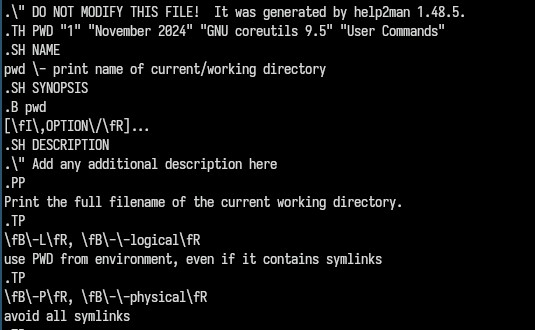 .\" DO NOT MODIFY THIS FILE!  It was generated by help2man 1.48.5.
.TH PWD "1" "November 2024" "GNU coreutils 9.5" "User Commands"
.SH NAME
pwd \- print name of current/working directory
.SH SYNOPSIS
.B pwd
[\fI\,OPTION\/\fR]...
.SH DESCRIPTION
.\" Add any additional description here
.PP
Print the full filename of the current working directory.
.TP
\fB\-L\fR, \fB\-\-logical\fR
use PWD from environment, even if it contains symlinks
.TP
\fB\-P\fR, \fB\-\-physical\fR
avoid all symlinks